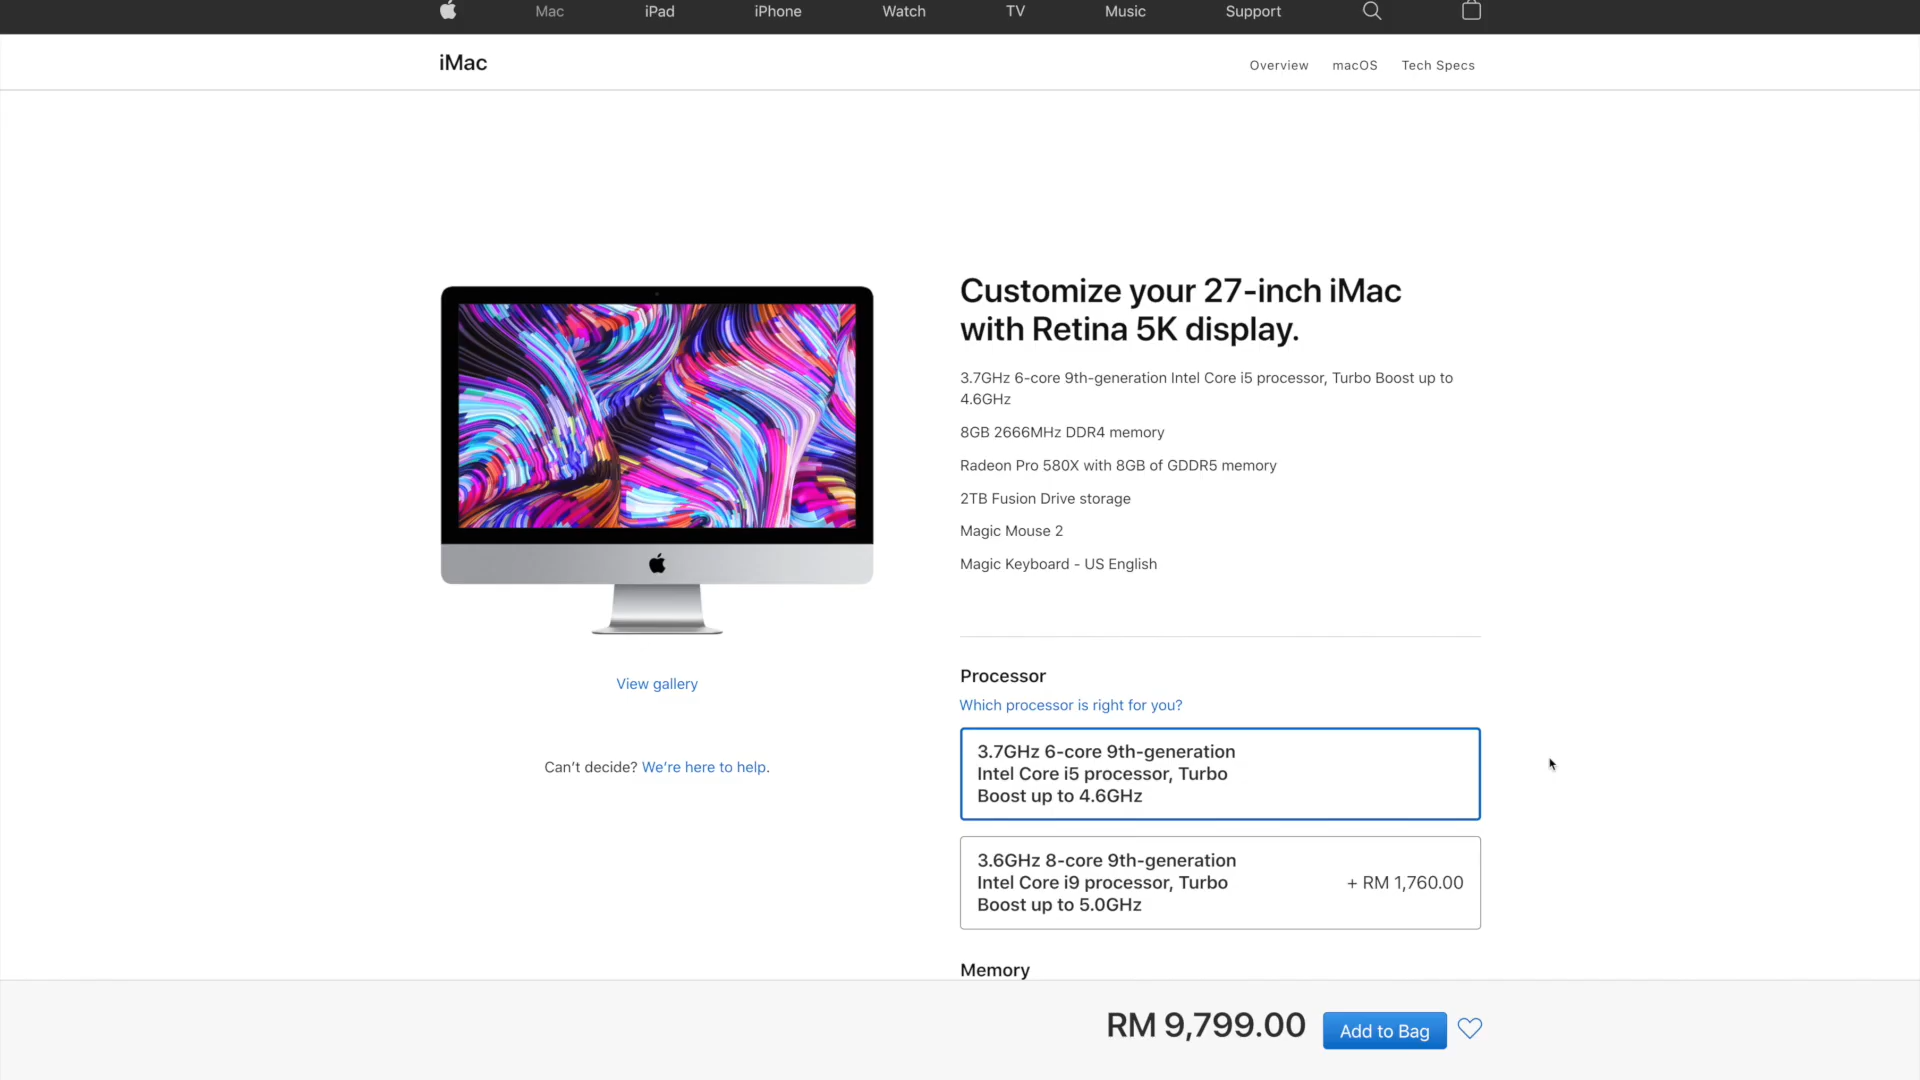 Mac
iPad
iPhone
Watch
TV
Music
Support
iMac
Overview
macOS
Tech Specs
Customize your 27-inch iMac
with Retina 5K display.
3.7GHz 6-core 9th-generation Intel Core i5 processor, Turbo Boost up to
4.6GHz
8GB 2666MHz DDR4 memory
Radeon Pro 580X with 8GB of GDDR5 memory
2TB Fusion Drive storage
Magic Mouse 2
Magic Keyboard - US English
View gallery
Can’t decide? We’re here to help.
Processor
Which processor is right for you?
3.7GHz 6-core 9th-generation
Intel Core i5 processor, Turbo
Boost up to 4.6GHz
3.6GHz 8-core 9th-generation
Intel Core i9 processor, Turbo
Boost up to 5.0GHz
+ RM 1,760.00
Memory
RM 9,799.00
Add to Bag